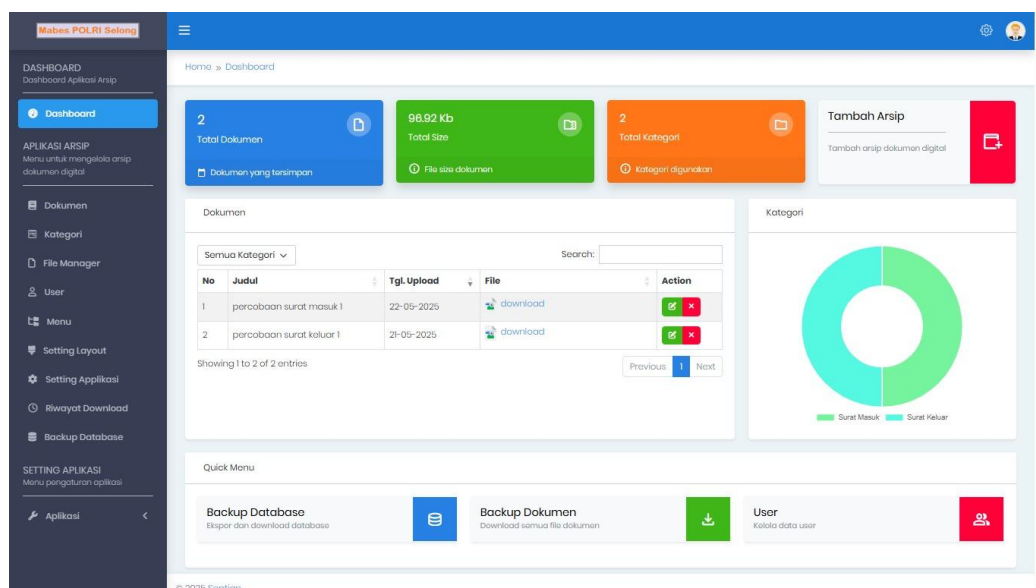 Mabes POLRI Selong
DASHBOARD
Dashboard Aplikasi Arsip
Dashboard
APLIKASI ARSIP
Menu untuk mengelola arsip
dokumen digital
Dokumen
Kategori
File Manager
User
Menu
Setting Layout
Setting Applikasi
Riwayat Download
Backup Database
SETTING APLIKASI
Menu pengaturan aplikasi
Aplikasi
Home » Dashboard
2
Total Dokumen
Dokumen yang tersimpan
96.92 Kb
Total Size
File size dokumen
2
Total Kategori
Kategori digunakan
Tambah Arsip
Tambah arsip dokumen digital
Dokumen
Semua Kategori
Search:
No Judul Tgl. Upload File Action
1 percobaan surat masuk 1 22-05-2025 download
2 percobaan surat keluar 1 21-05-2025 download
Showing 1 to 2 of 2 entries
Previous 1 Next
Kategori
Surat Masuk Surat Keluar
Quick Menu
Backup Database
Ekspor dan download database
Backup Dokumen
Download semua file dokumen
User
Kelola data user
© 2025 Septian